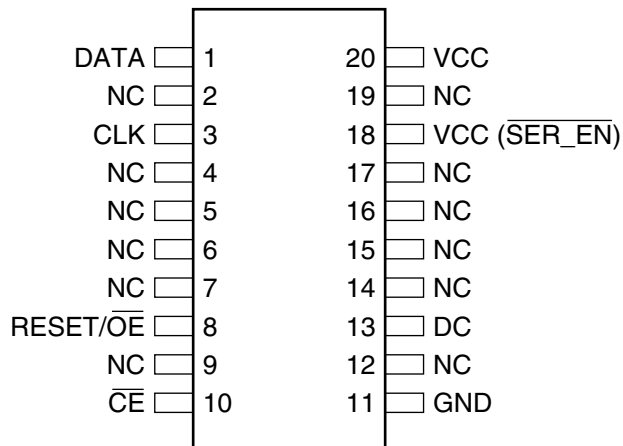 DATA 1 20 VCC
NC 2 19 NC
CLK 3 18 VCC (SER_EN)
NC 4 17 NC
NC 5 16 NC
NC 6 15 NC
NC 7 14 NC
RESET/OE 8 13 DC
NC 9 12 NC
CE 10 11 GND